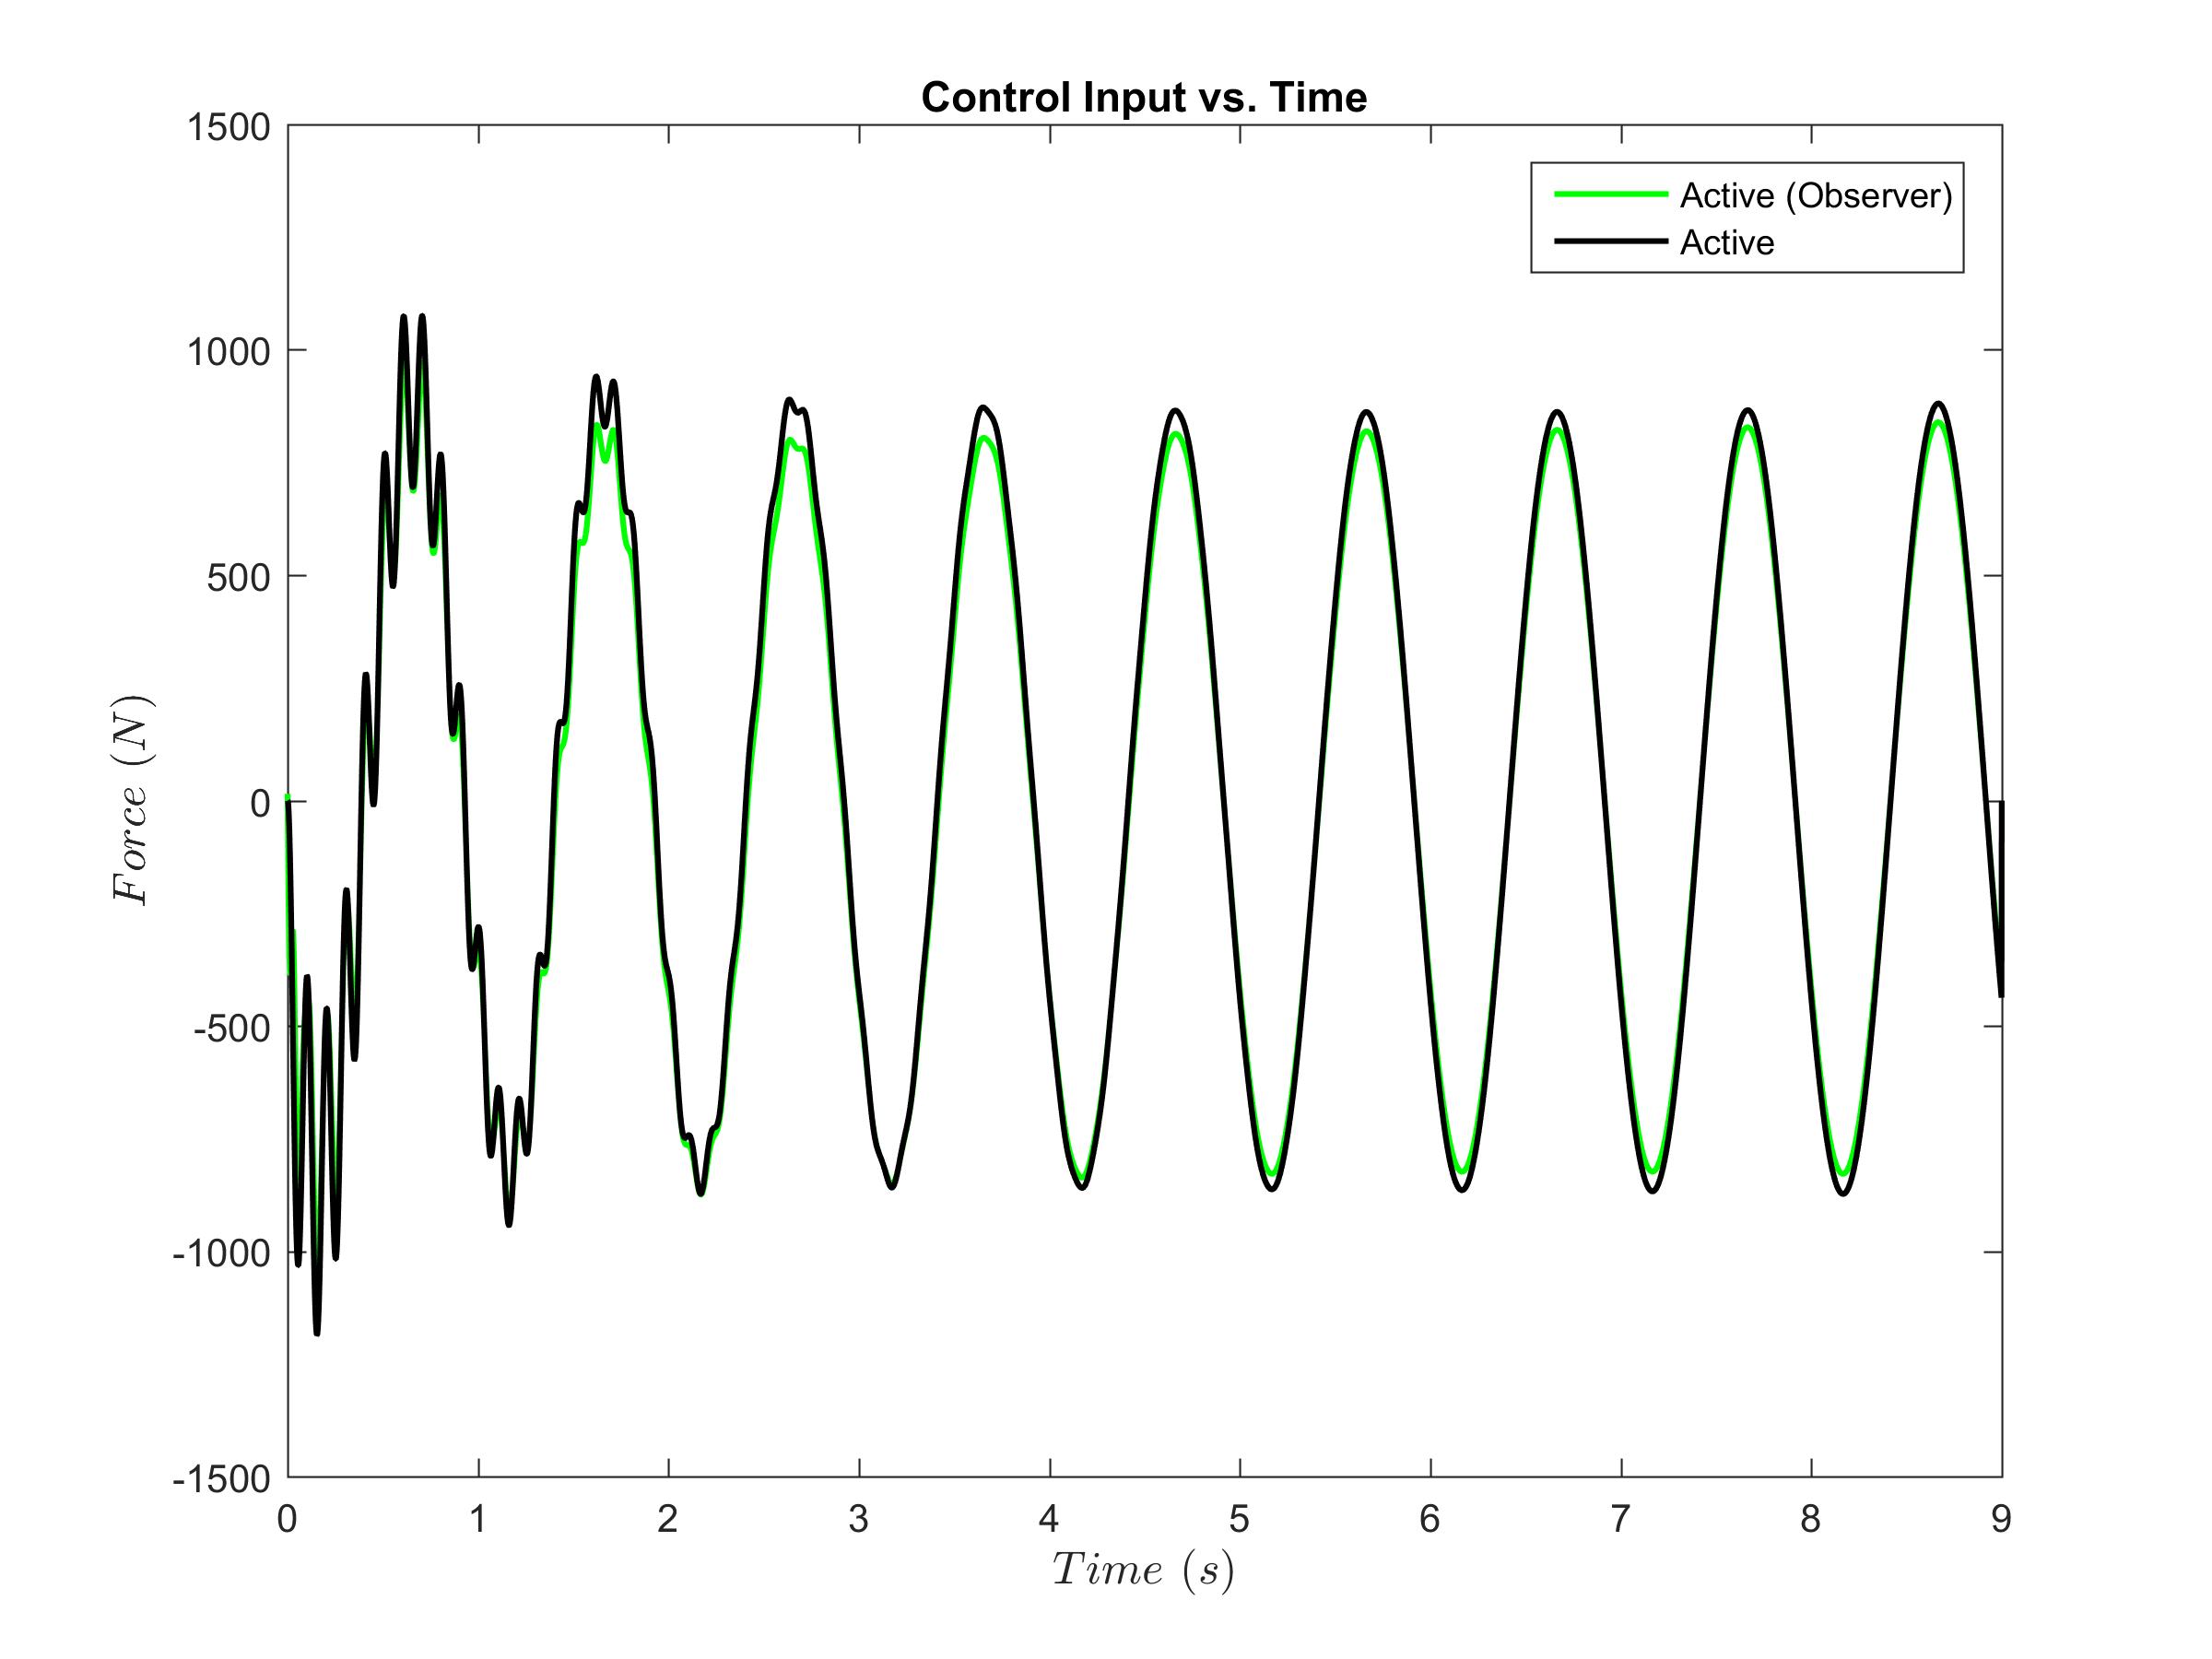 Control Input vs. Time
1500
1000
500
0
-500
-1000
-1500
Force (N)
Active (Observer)
Active
0 1 2 3 4 5 6 7 8 9
Time (s)